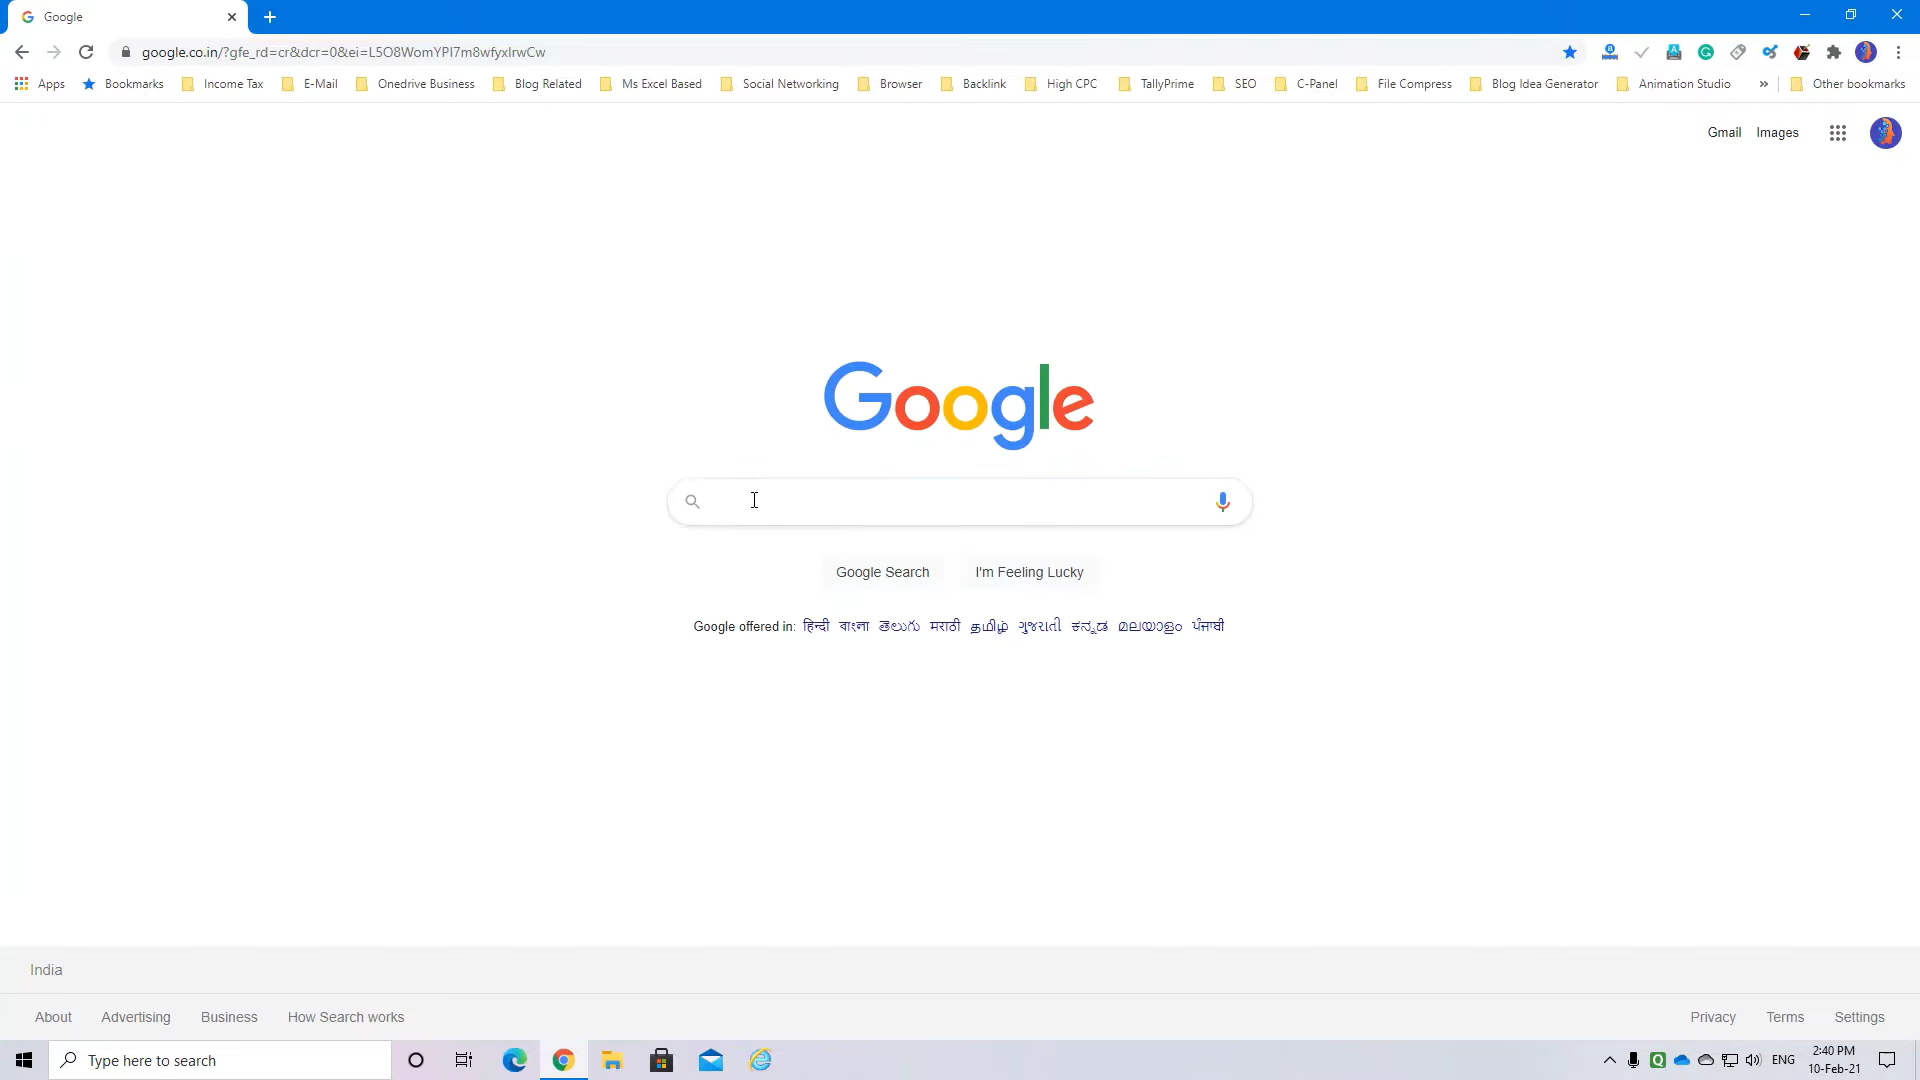 Google
google.co.in/?gfe_rd=cr&dcr=0&ei=L5O8WomYPI7m8wfyxIrwCw
Apps Bookmarks Income Tax E-Mail Onedrive Business Blog Related Ms Excel Based Social Networking Browser Backlink High CPC TallyPrime SEO C-Panel File Compress Blog Idea Generator Animation Studio » Other bookmarks
Gmail Images
Google
Google Search I'm Feeling Lucky
Google offered in: हिन्दी বাংলা తెలుగు मराठी தமிழ் ગુજરાતી ಕನ್ನಡ മലയാളം ਪੰਜਾਬੀ
India
About Advertising Business How Search works Privacy Terms Settings
Type here to search ENG 2:40 PM
10-Feb-21